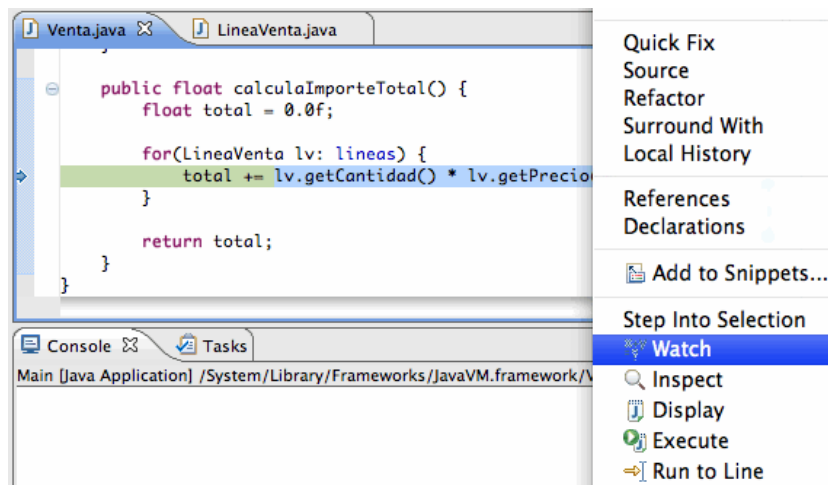 Venta.java
LineaVenta.java
}
public float calculaImporteTotal() {
float total = 0.0f;
for(LineaVenta lv: lineas) {
total += lv.getCantidad() * lv.getPrecio
}
return total;
}
}
Console
Tasks
Main [Java Application] /System/Library/Frameworks/JavaVM.framework/
Quick Fix
Source
Refactor
Surround With
Local History
References
Declarations
Add to Snippets...
Step Into Selection
Watch
Inspect
Display
Execute
Run to Line